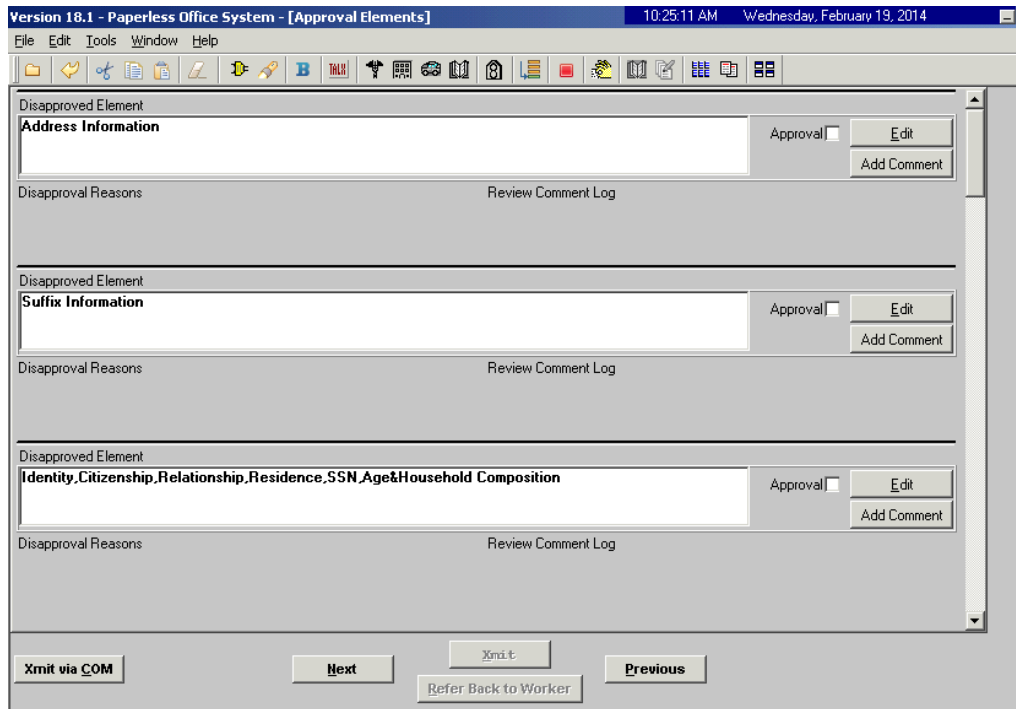 Version 18.1 - Paperless Office System - [Approval Elements] 10:25:11 AM Wednesday, February 19, 2014
File Edit Tools Window Help
B TALK
Disapproved Element
Address Information
Approval Edit
Add Comment
Disapproval Reasons Review Comment Log
Disapproved Element
Suffix Information
Approval Edit
Add Comment
Disapproval Reasons Review Comment Log
Disapproved Element
Identity,Citizenship,Relationship,Residence,SSN,Age&Household Composition
Approval Edit
Add Comment
Disapproval Reasons Review Comment Log
Xmit
Xmit via COM Next Previous
Refer Back to Worker